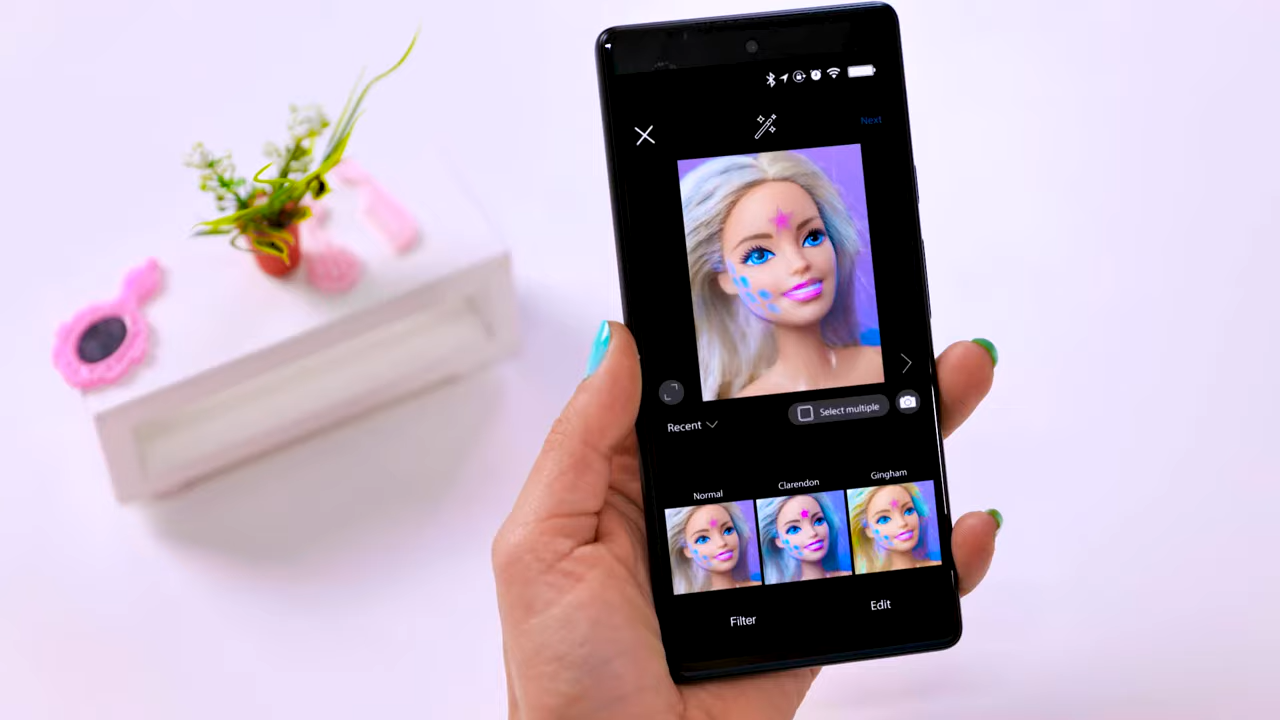 Next
Select multiple
Recent
Normal
Clarendon
Gingham
Filter
Edit